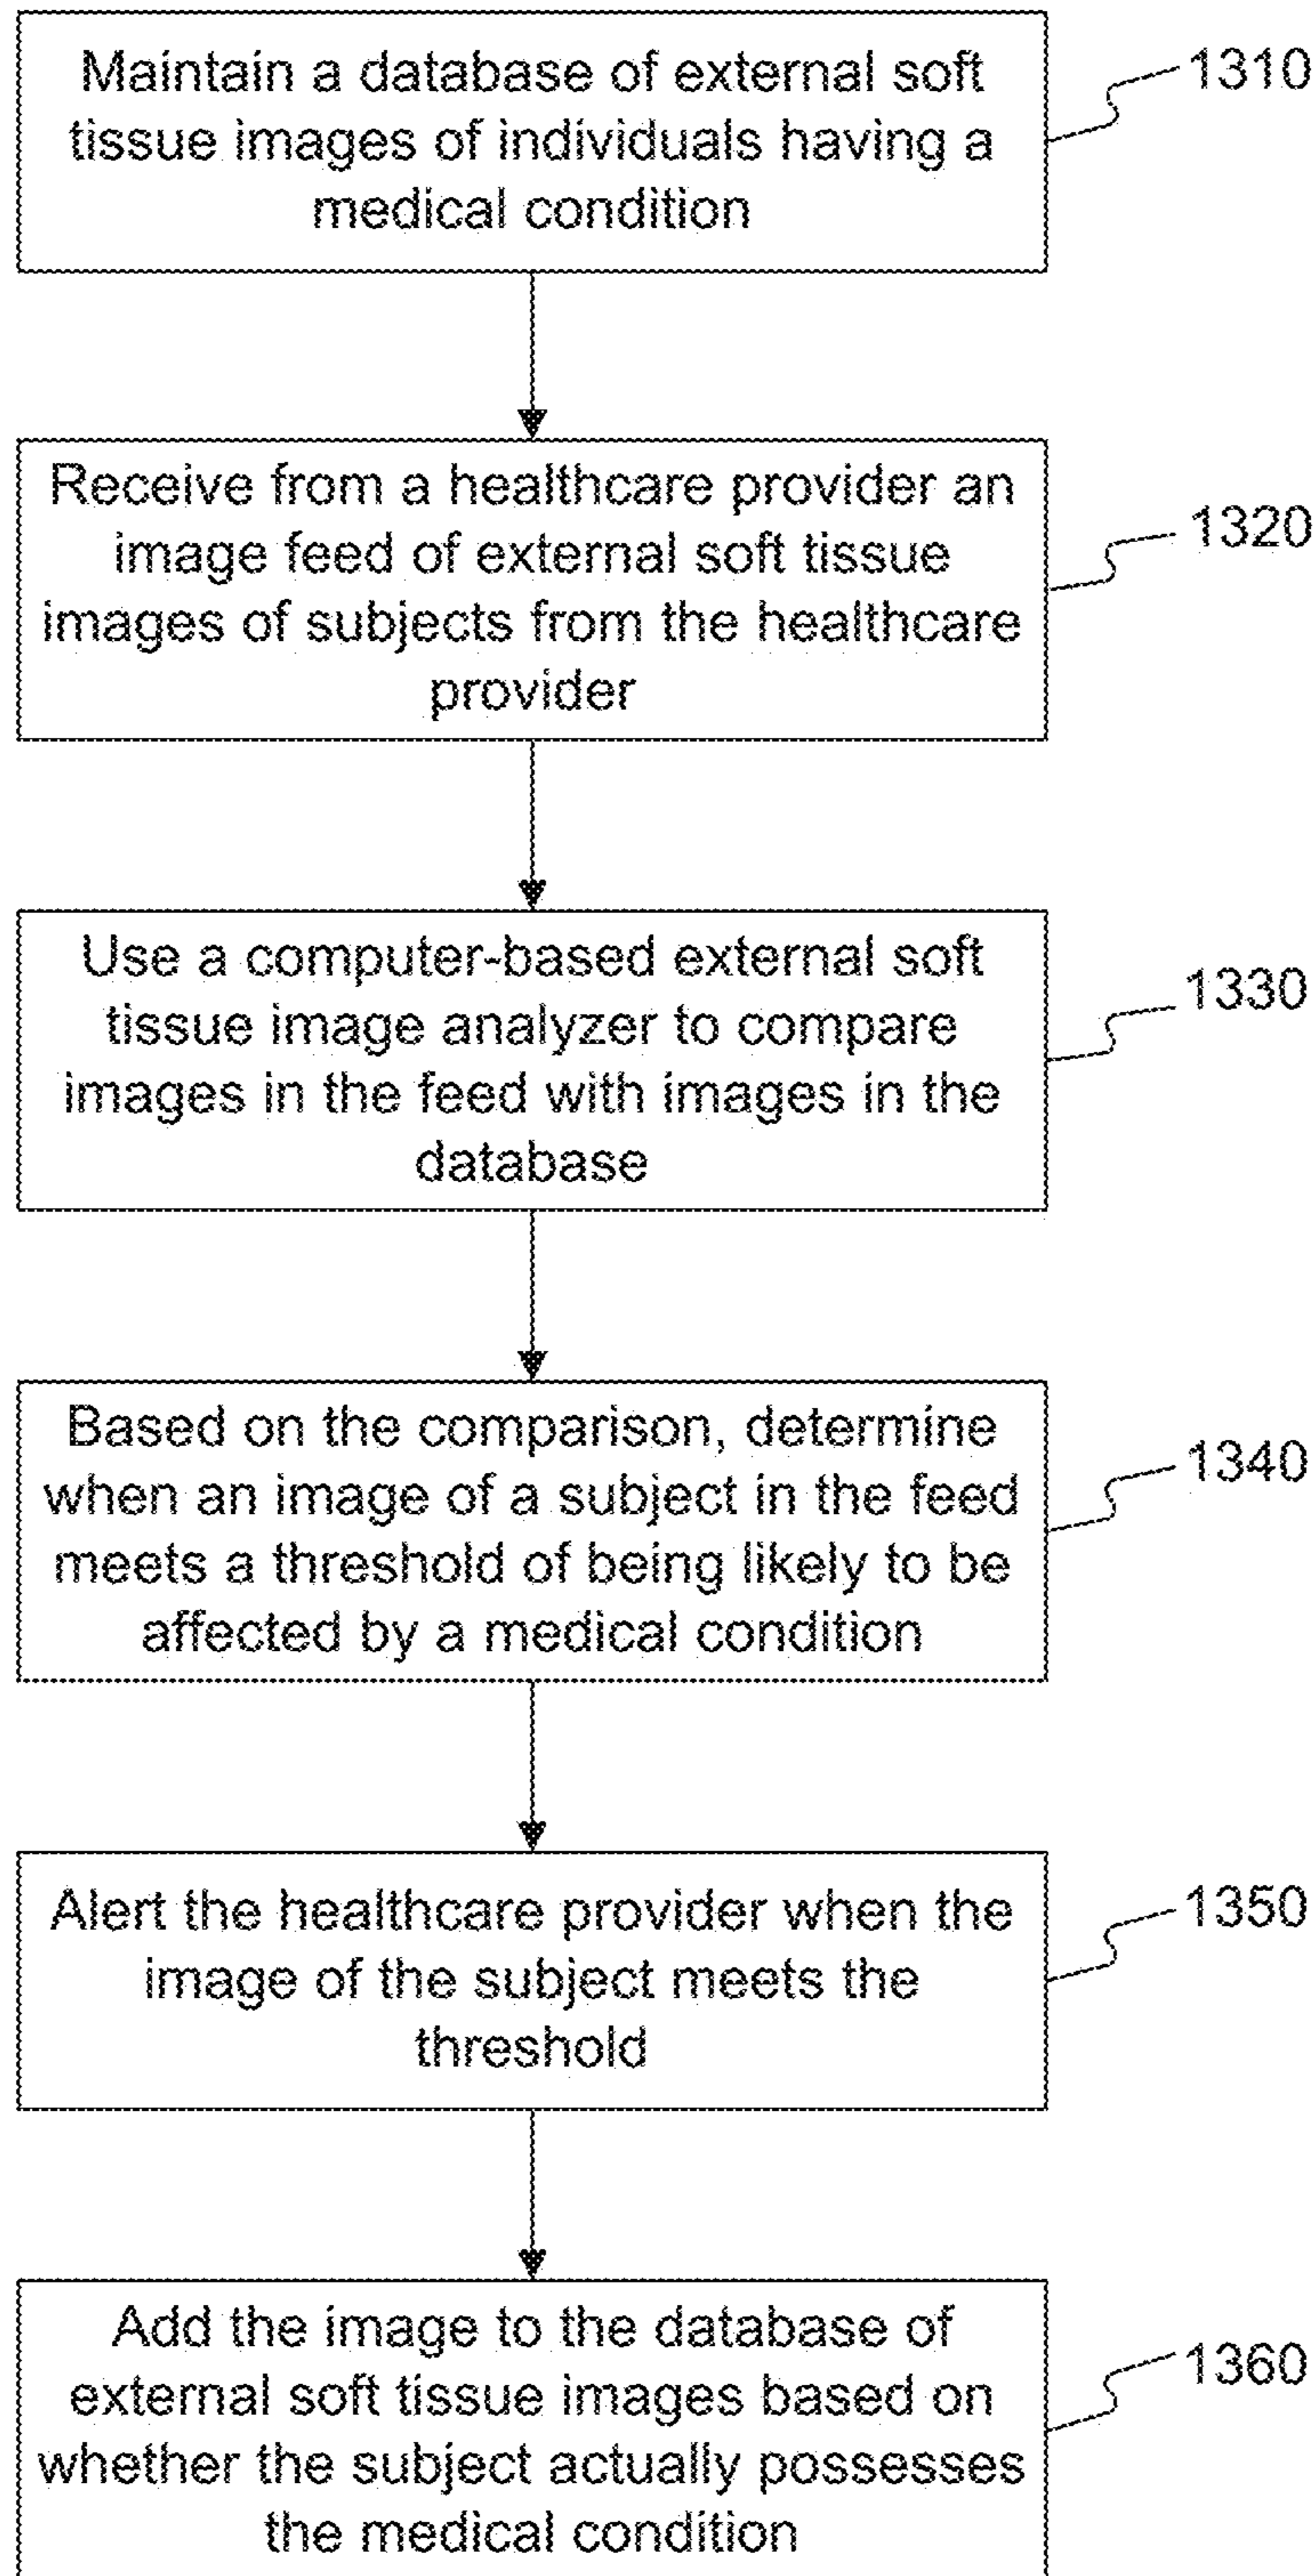 Maintain a database of external soft
tissue images of individuals having a
medical condition
1310
Receive from a healthcare provider an
image feed of external soft tissue
images of subjects from the healthcare
provider
1320
Use a computer-based external soft
tissue image analyzer to compare
images in the feed with images in the
database
1330
Based on the comparison, determine
when an image of a subject in the feed
meets a threshold of being likely to be
affected by a medical condition
1340
Alert the healthcare provider when the
image of the subject meets the
threshold
1350
Add the image to the database of
external soft tissue images based on
whether the subject actually possesses
the medical condition
1360